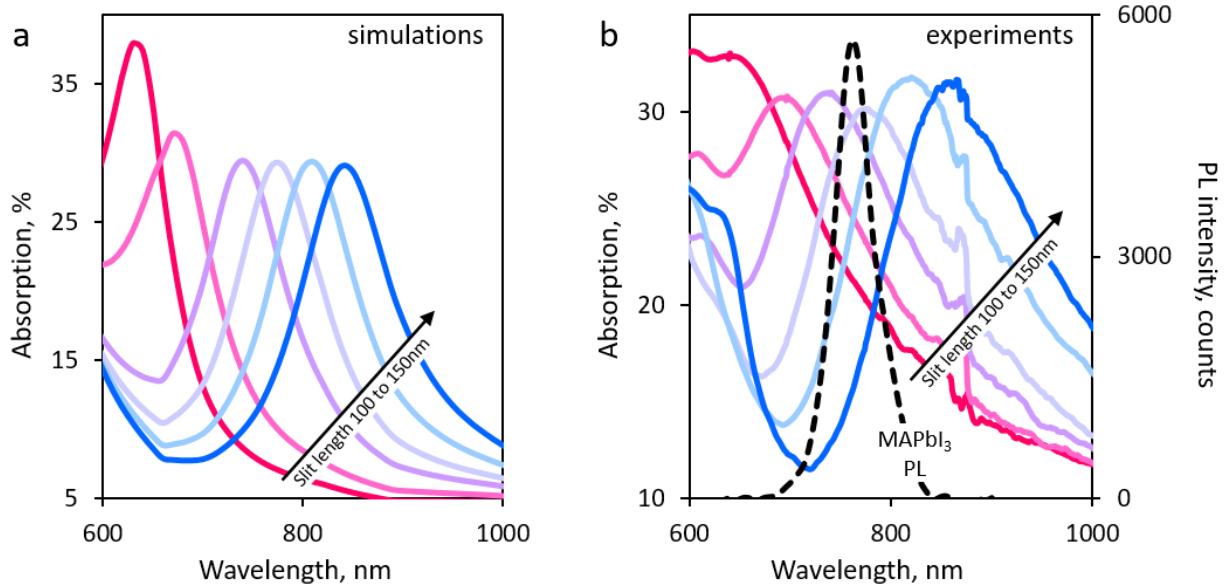 a
simulations
35
25
15
5
Absorption, %
600
800
1000
Wavelength, nm
Slit length 100 to 150nm
b
experiments
30
20
10
Absorption, %
6000
3000
0
PL intensity, counts
600
800
1000
Wavelength, nm
Slit length 100 to 150nm
MAPbI₃
PL